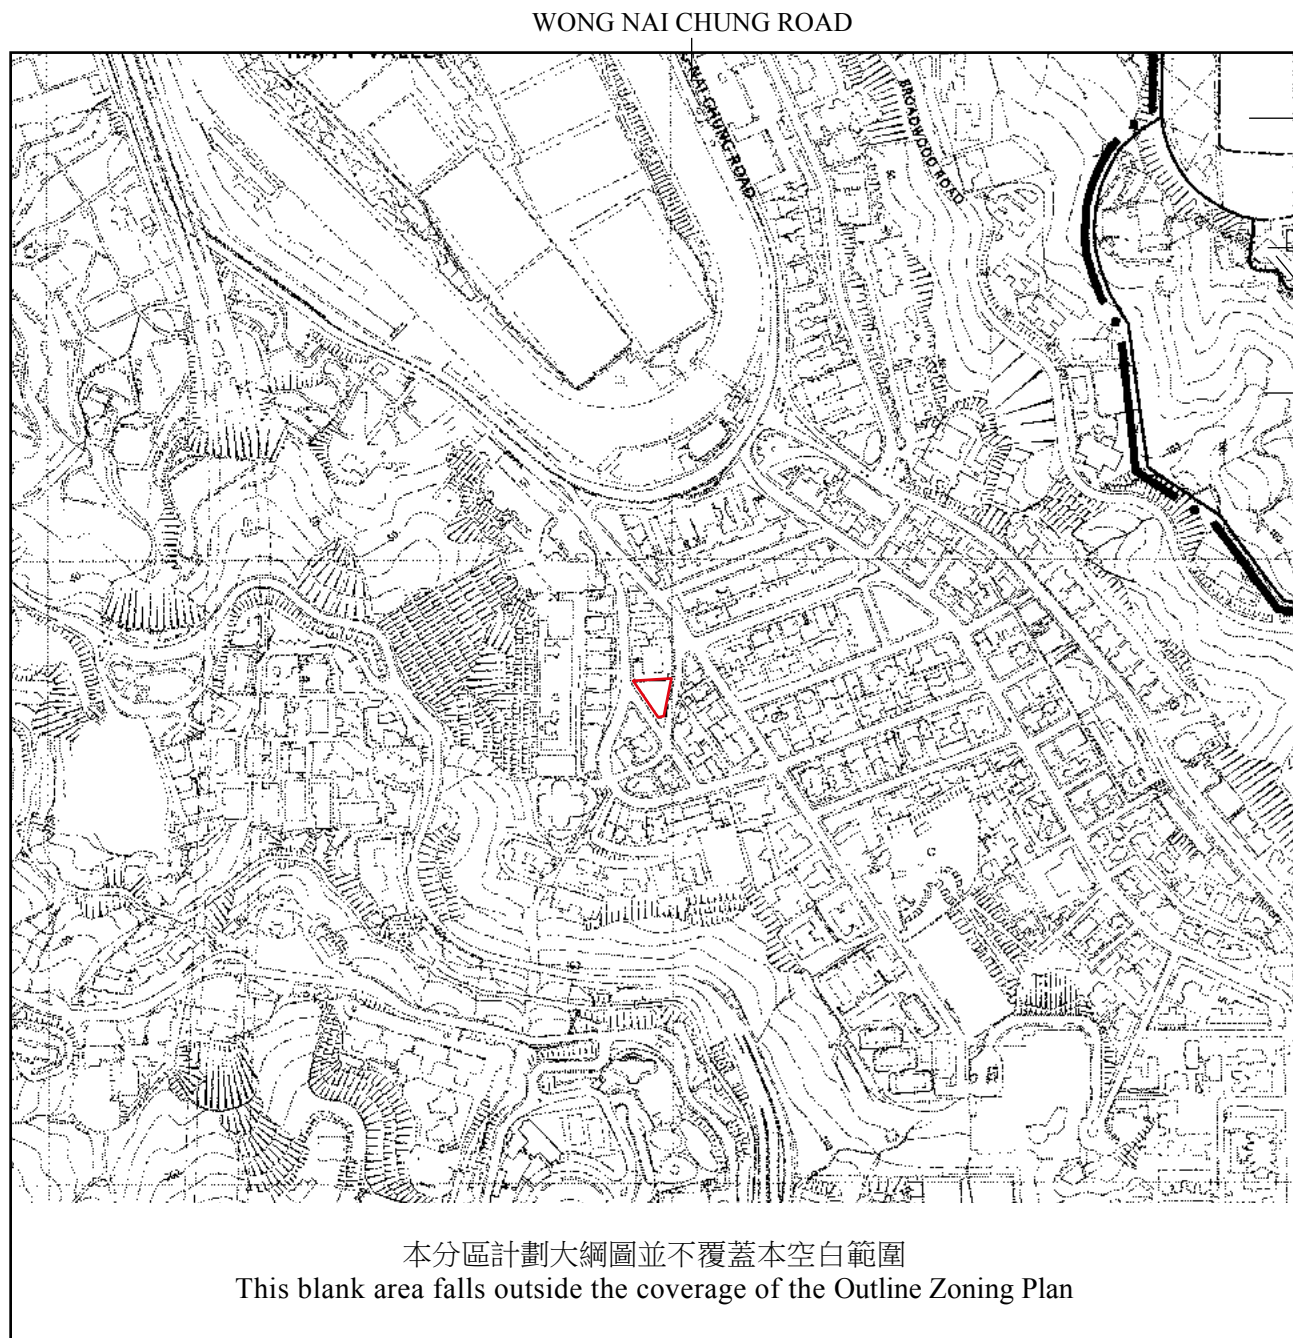 WONG NAI CHUNG ROAD
NAI CHUNG ROAD
BROADWOOD ROAD
本分區計劃大綱圖並不覆蓋本空白範圍
This blank area falls outside the coverage of the Outline Zoning Plan